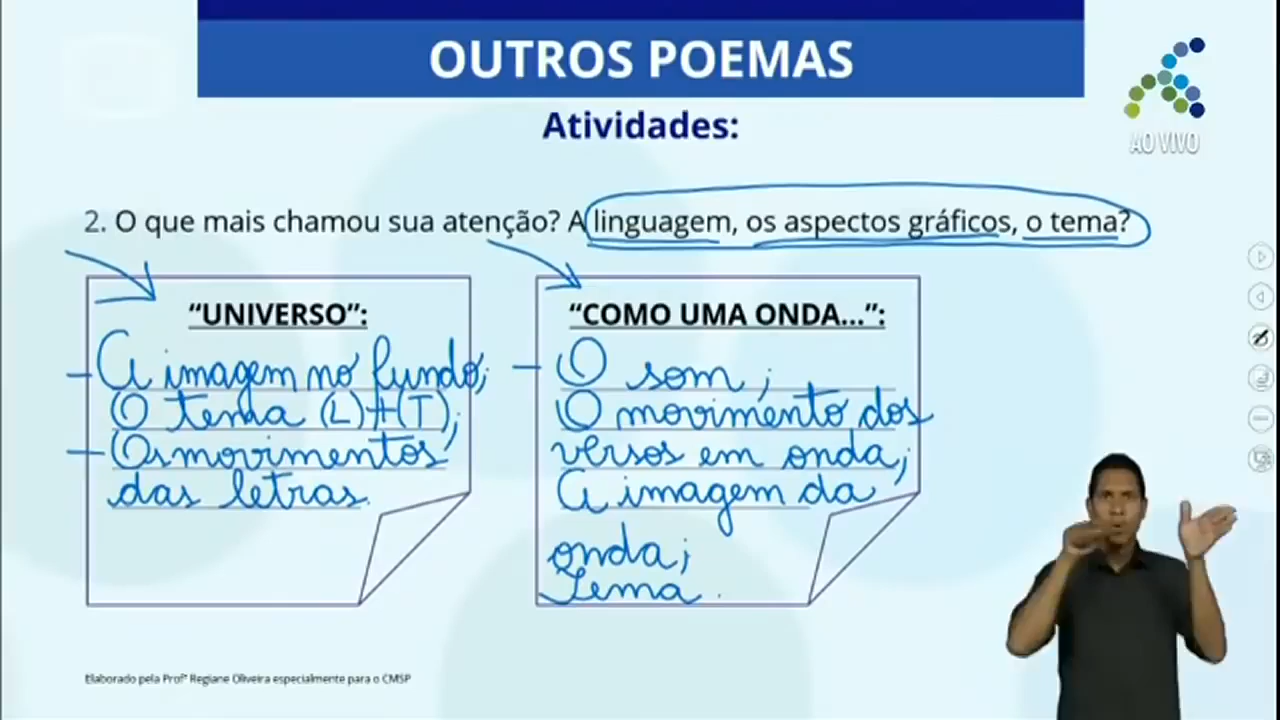 OUTROS POEMAS
AO VIVO
Atividades:
2. O que mais chamou sua atenção? A linguagem, os aspectos gráficos, o tema?
“UNIVERSO”:
- A imagem no fundo;
O tema (L)+(T);
- Os movimentos
das letras.
“COMO UMA ONDA...”:
- O som;
O movimento dos
versos em onda;
A imagem da
onda;
Tema.
Elaborado pela Profª Regiane Oliveira especialmente para o CMSP